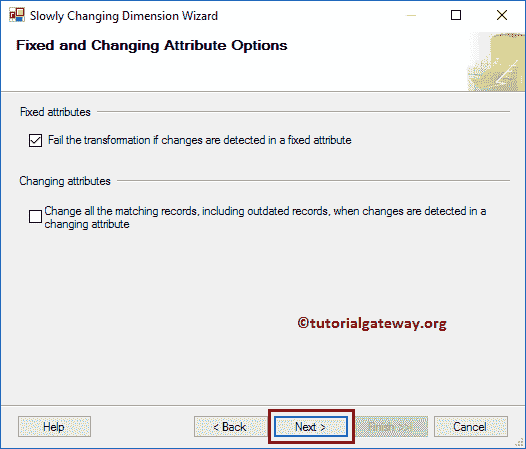 Slowly Changing Dimension Wizard
Fixed and Changing Attribute Options
Fixed attributes
Fail the transformation if changes are detected in a fixed attribute
Changing attributes
Change all the matching records, including outdated records, when changes are detected in a
changing attribute
©tutorialgateway.org
Help
< Back
Next >
Finish >>|
Cancel